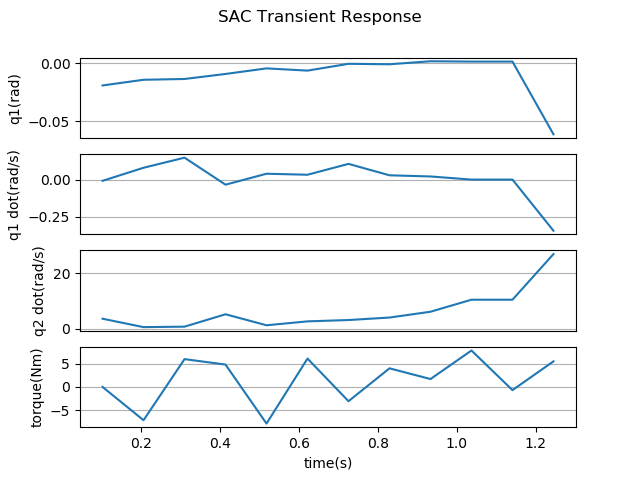 SAC Transient Response
q1(rad)
0.00
−0.05
q1 dot(rad/s)
0.00
−0.25
q2 dot(rad/s)
20
0
torque(Nm)
5
0
−5
0.2 0.4 0.6 0.8 1.0 1.2
time(s)